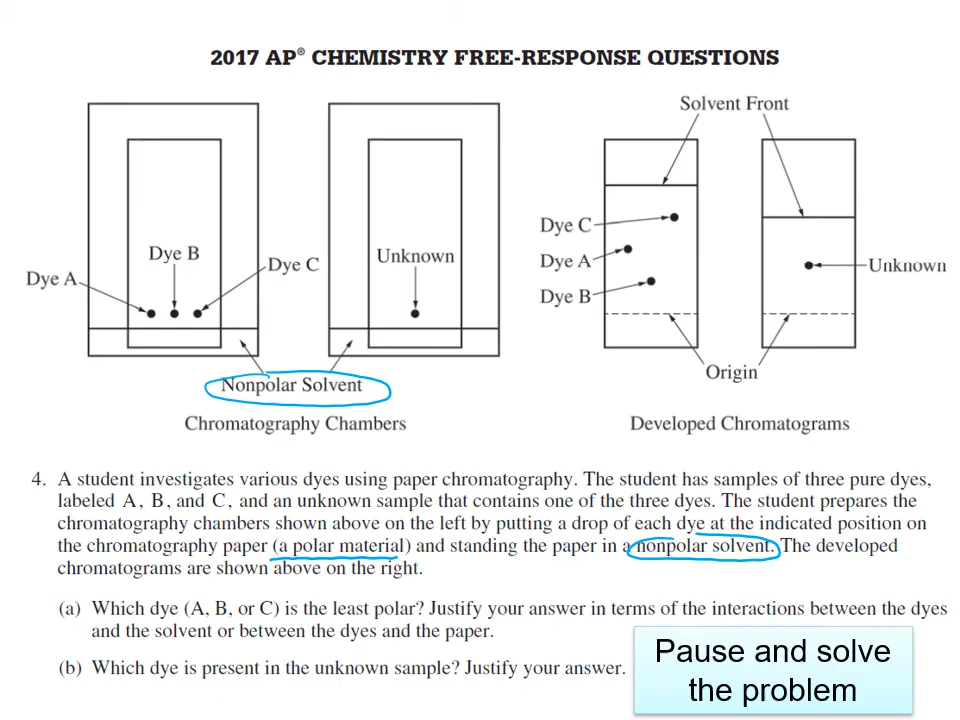 2017 AP® CHEMISTRY FREE-RESPONSE QUESTIONS
Solvent Front
Dye A
Dye B
Dye C
Unknown
Dye C
Dye A
Dye B
Unknown
Origin
Nonpolar Solvent
Chromatography Chambers
Developed Chromatograms
4. A student investigates various dyes using paper chromatography. The student has samples of three pure dyes,
labeled A, B, and C, and an unknown sample that contains one of the three dyes. The student prepares the
chromatography chambers shown above on the left by putting a drop of each dye at the indicated position on
the chromatography paper (a polar material) and standing the paper in a nonpolar solvent. The developed
chromatograms are shown above on the right.
(a) Which dye (A, B, or C) is the least polar? Justify your answer in terms of the interactions between the dyes
and the solvent or between the dyes and the paper.
(b) Which dye is present in the unknown sample? Justify your answer.
Pause and solve
the problem